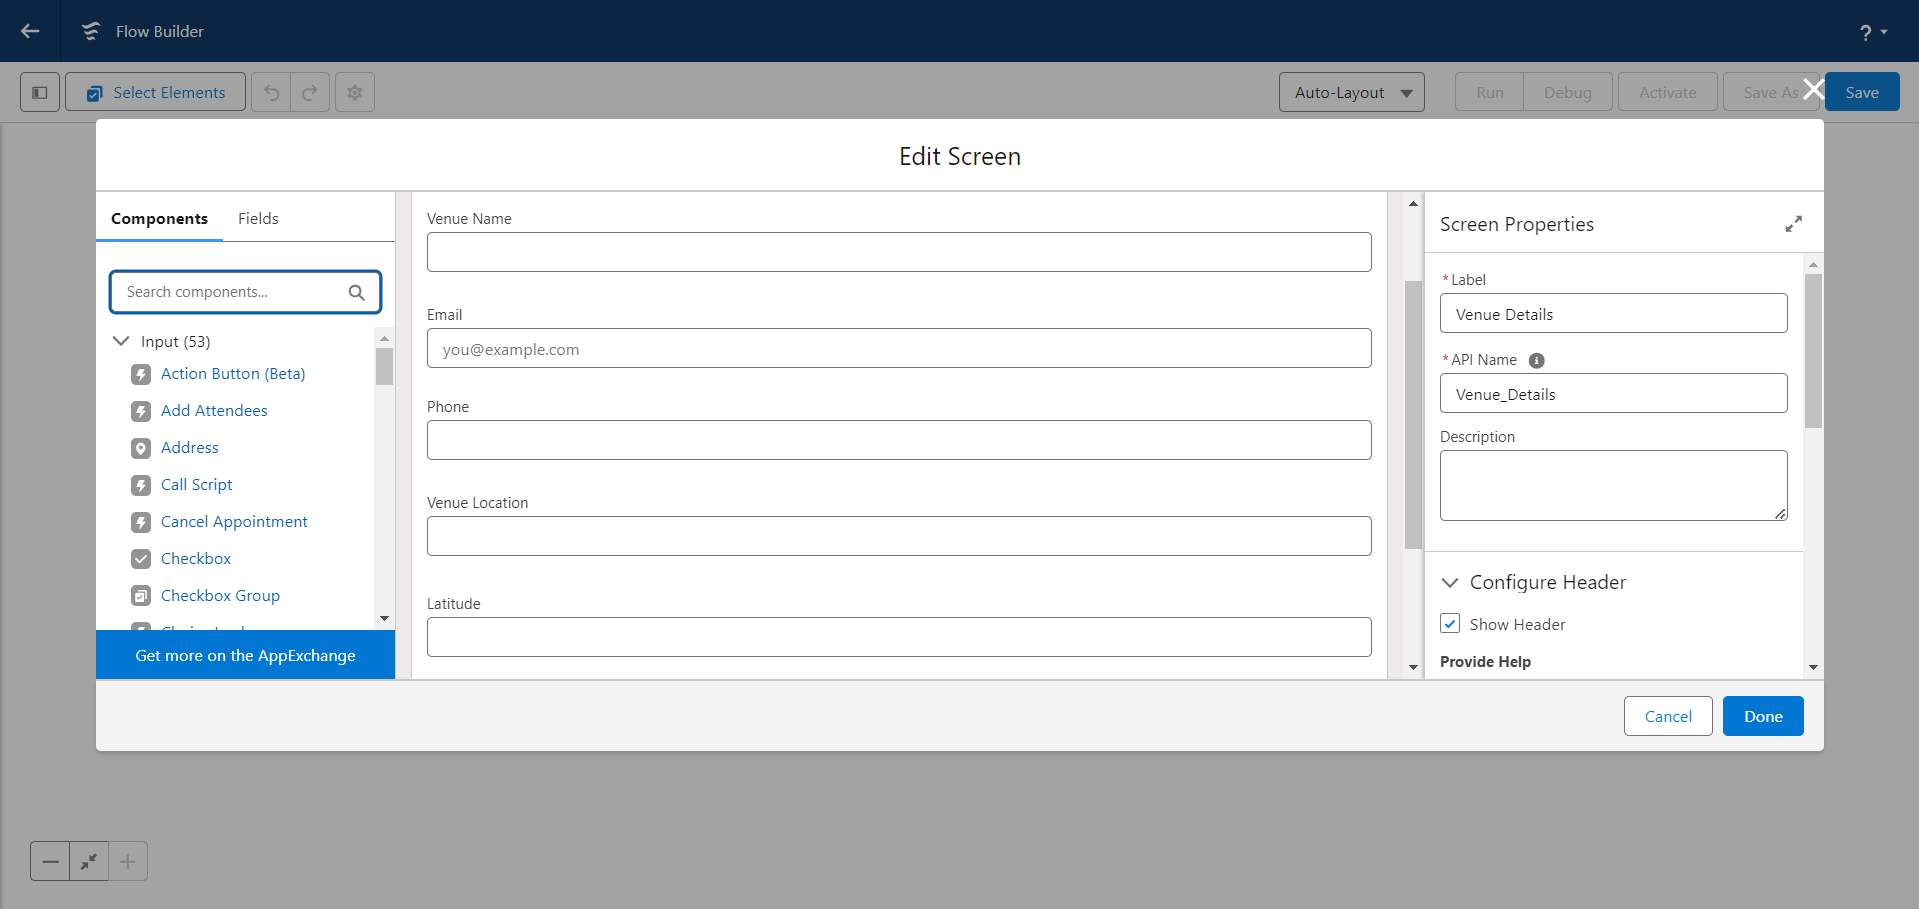 Flow Builder
?
Select Elements
Auto-Layout
Run
Debug
Activate
Save As
Save
Edit Screen
Components
Fields
Search components...
Input (53)
Action Button (Beta)
Add Attendees
Address
Call Script
Cancel Appointment
Checkbox
Checkbox Group
Get more on the AppExchange
Venue Name
Email
you@example.com
Phone
Venue Location
Latitude
Screen Properties
*Label
Venue Details
*API Name
Venue_Details
Description
Configure Header
Show Header
Provide Help
Cancel
Done